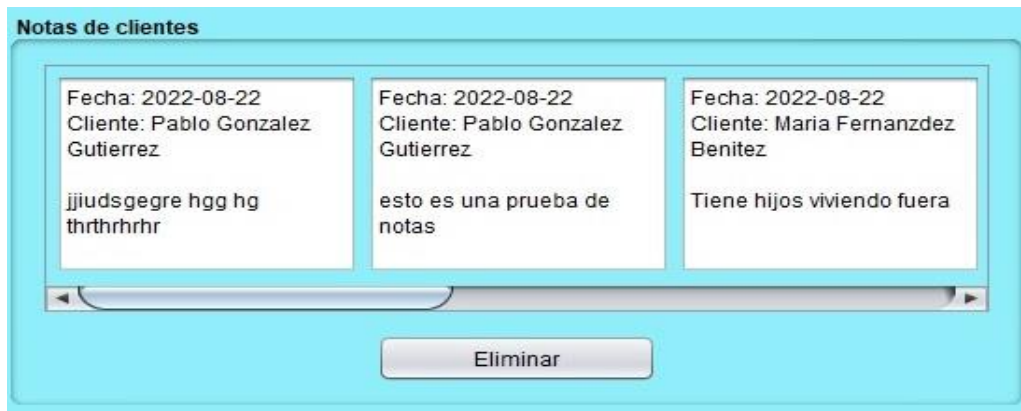 Notas de clientes
Fecha: 2022-08-22
Cliente: Pablo Gonzalez
Gutierrez
jjiudsgegre hgg hg
thrthrhrhr
Fecha: 2022-08-22
Cliente: Pablo Gonzalez
Gutierrez
esto es una prueba de
notas
Fecha: 2022-08-22
Cliente: Maria Fernanzdez
Benitez
Tiene hijos viviendo fuera
Eliminar